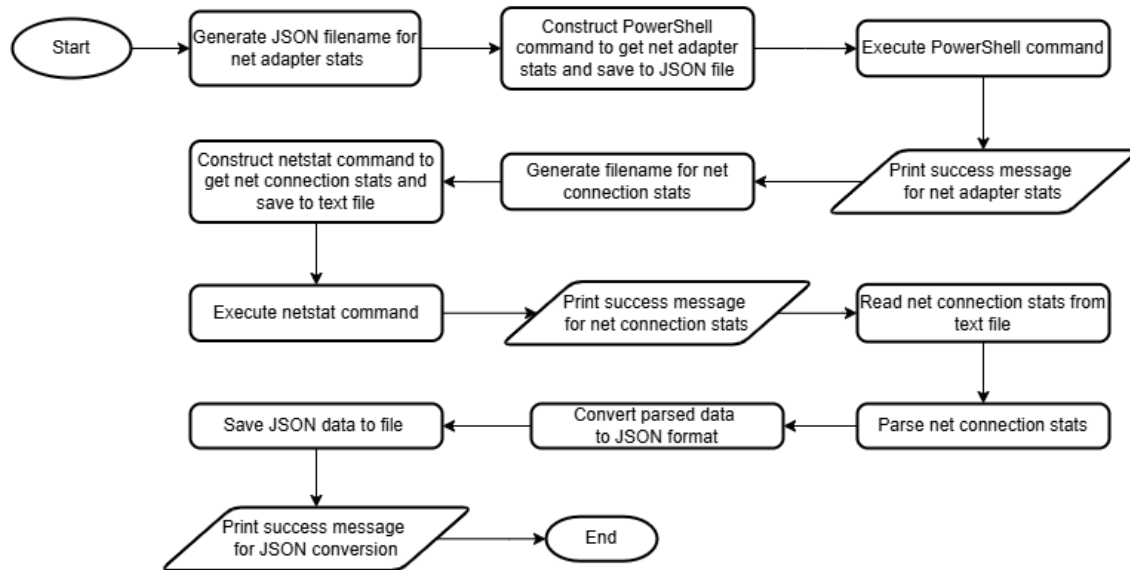 Start
Generate JSON filename for
net adapter stats
Construct PowerShell
command to get net adapter
stats and save to JSON file
Execute PowerShell command
Print success message
for net adapter stats
Generate filename for net
connection stats
Construct netstat command to
get net connection stats and
save to text file
Execute netstat command
Print success message
for net connection stats
Read net connection stats from
text file
Parse net connection stats
Convert parsed data
to JSON format
Save JSON data to file
Print success message
for JSON conversion
End